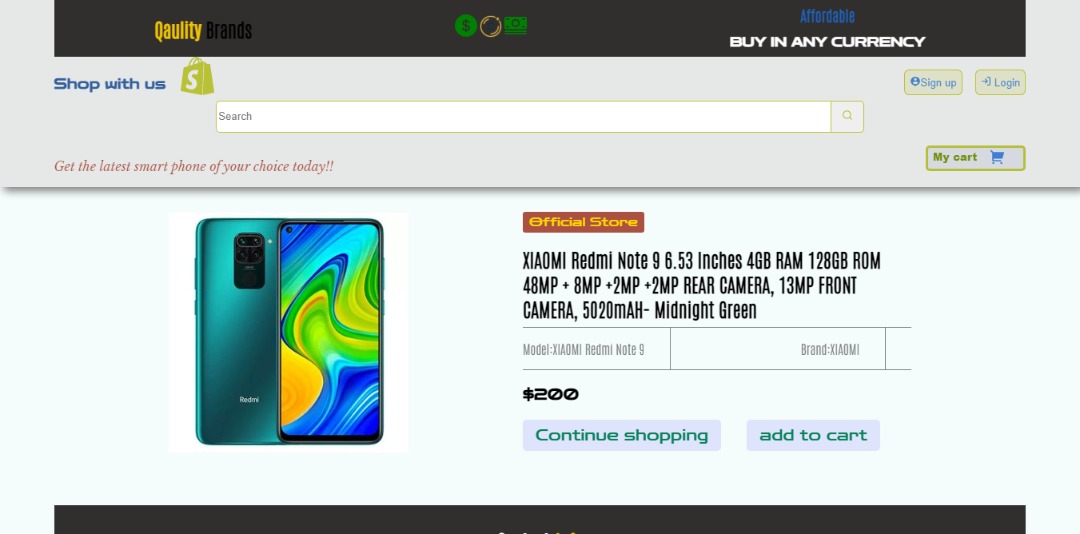 Qaulity Brands
Affordable
BUY IN ANY CURRENCY
Shop with us
Sign up
Login
Search
My cart
Get the latest smart phone of your choice today!!
Official Store
XIAOMI Redmi Note 9 6.53 Inches 4GB RAM 128GB ROM
48MP + 8MP +2MP +2MP REAR CAMERA, 13MP FRONT
CAMERA, 5020mAH- Midnight Green
Model:XIAOMI Redmi Note 9
Brand:XIAOMI
$200
Redmi
Continue shopping
add to cart